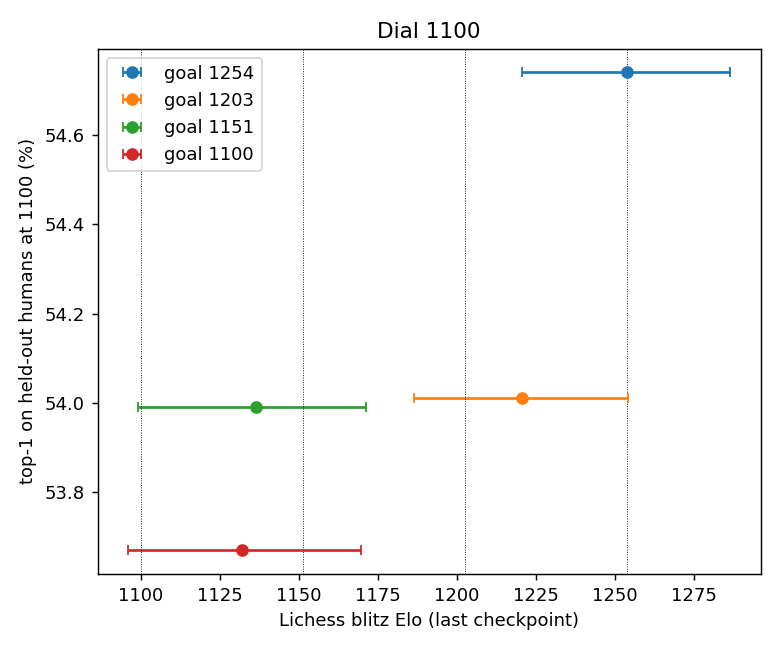 Dial 1100
goal 1254
goal 1203
goal 1151
goal 1100
top-1 on held-out humans at 1100 (%)
54.6
54.4
54.2
54.0
53.8
1100
1125
1150
1175
1200
1225
1250
1275
Lichess blitz Elo (last checkpoint)